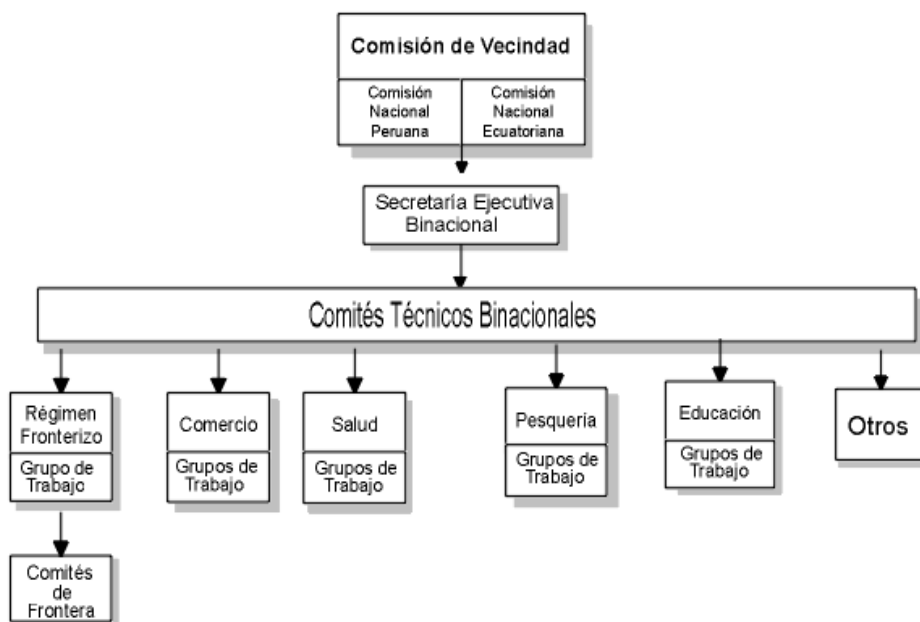 Comisión de Vecindad
Comisión
Nacional
Peruana
Comisión
Nacional
Ecuatoriana
Secretaría Ejecutiva
Binacional
Comités Técnicos Binacionales
Régimen
Fronterizo
Grupo de
Trabajo
Comercio
Grupos de
Trabajo
Salud
Grupos de
Trabajo
Pesquería
Grupos de
Trabajo
Educación
Grupos de
Trabajo
Otros
Comités
de
Frontera